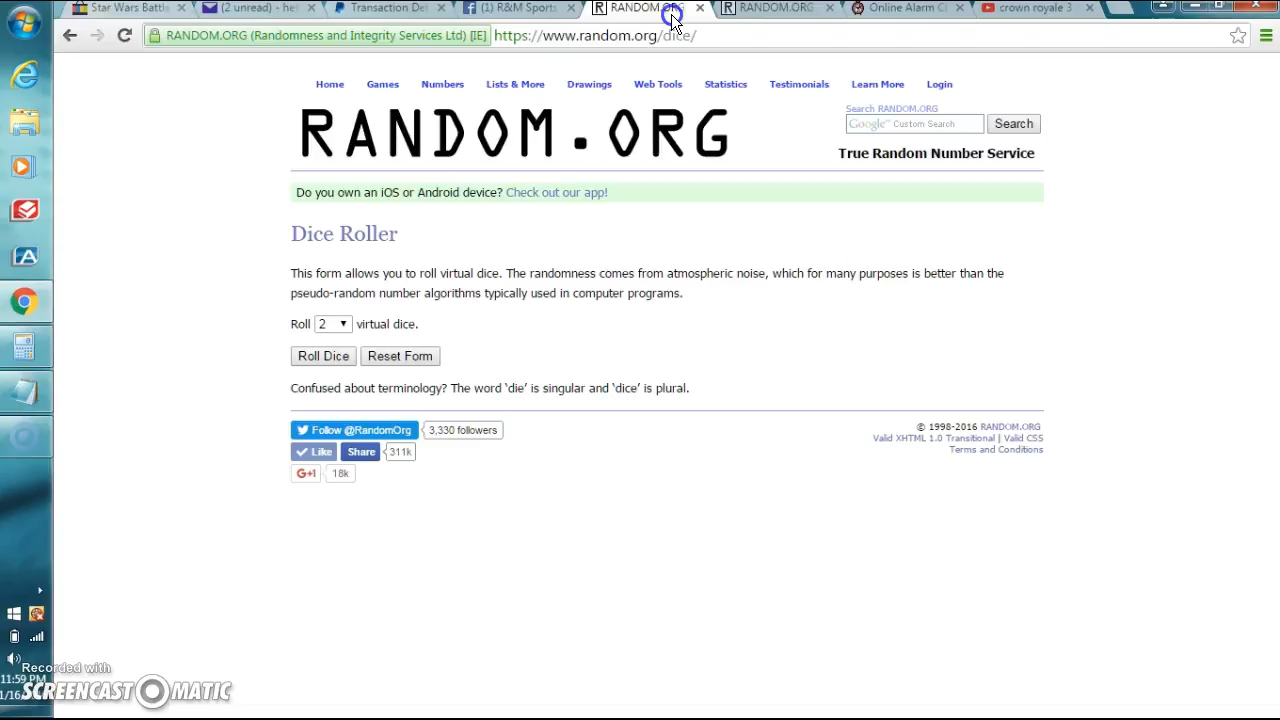 Star Wars Battle
(2 unread) - he
Transaction Det
(1) R&M Sports
RANDOM.ORG
RANDOM.ORG
Online Alarm Cl
crown royale 3
RANDOM.ORG (Randomness and Integrity Services Ltd) [IE]
https://www.random.org/dice/
Home
Games
Numbers
Lists & More
Drawings
Web Tools
Statistics
Testimonials
Learn More
Login
RANDOM.ORG
Search RANDOM.ORG
Google™ Custom Search
Search
True Random Number Service
Do you own an iOS or Android device? Check out our app!
Dice Roller
This form allows you to roll virtual dice. The randomness comes from atmospheric noise, which for many purposes is better than the
pseudo-random number algorithms typically used in computer programs.
Roll 2 virtual dice.
Roll Dice
Reset Form
Confused about terminology? The word ‘die’ is singular and ‘dice’ is plural.
Follow @RandomOrg
3,330 followers
Like
Share
311k
G+1
18k
© 1998-2016 RANDOM.ORG
Valid XHTML 1.0 Transitional | Valid CSS
Terms and Conditions
Recorded with
SCREENCAST-O-MATIC
11:59 PM